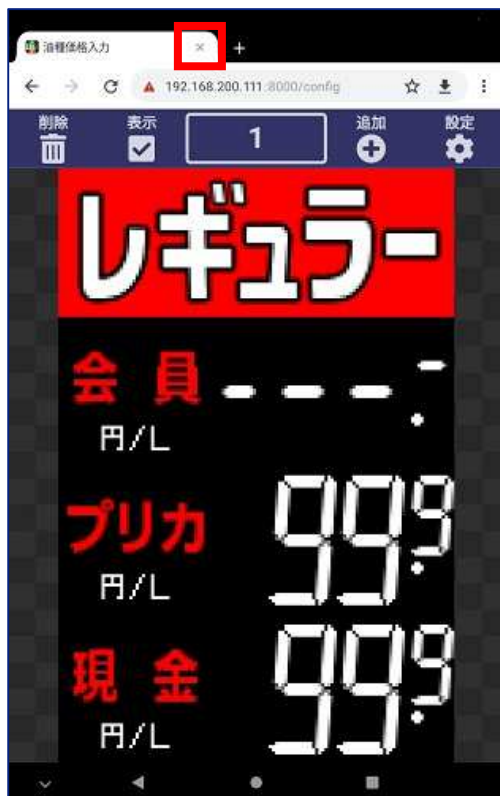 油種価格入力
192.168.200.111:8000/config
削除 表示 1 追加 設定
レギュラー
会員 ---.-
円/L
プリカ 99.9
円/L
現金 99.9
円/L